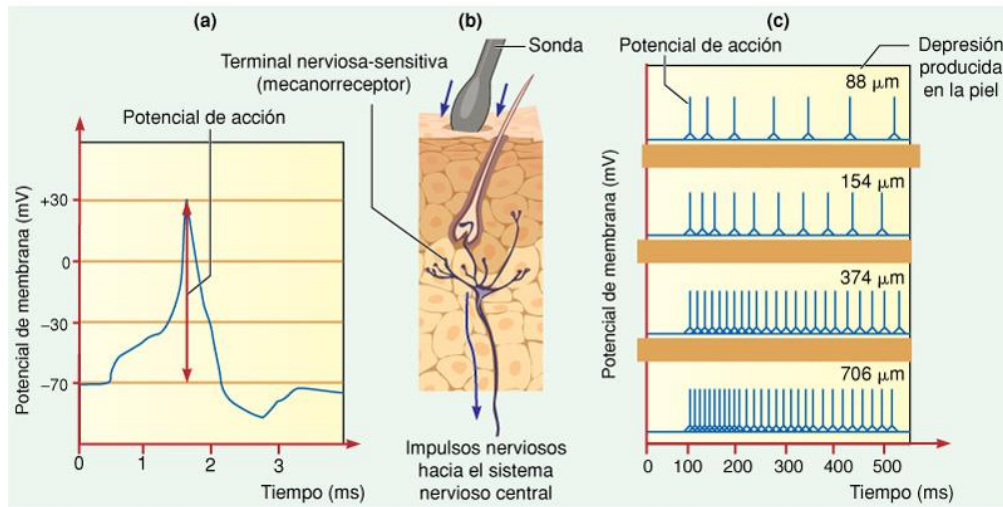 (a)
Potencial de acción
Potencial de membrana (mV)
+30
0
–30
–70
0 1 2 3
Tiempo (ms)
(b)
Sonda
Terminal nerviosa-sensitiva
(mecanorreceptor)
Impulsos nerviosos
hacia el sistema
nervioso central
(c)
Potencial de acción
Depresión
producida
en la piel
Potencial de membrana (mV)
88 μm
154 μm
374 μm
706 μm
0 100 200 300 400 500
Tiempo (ms)